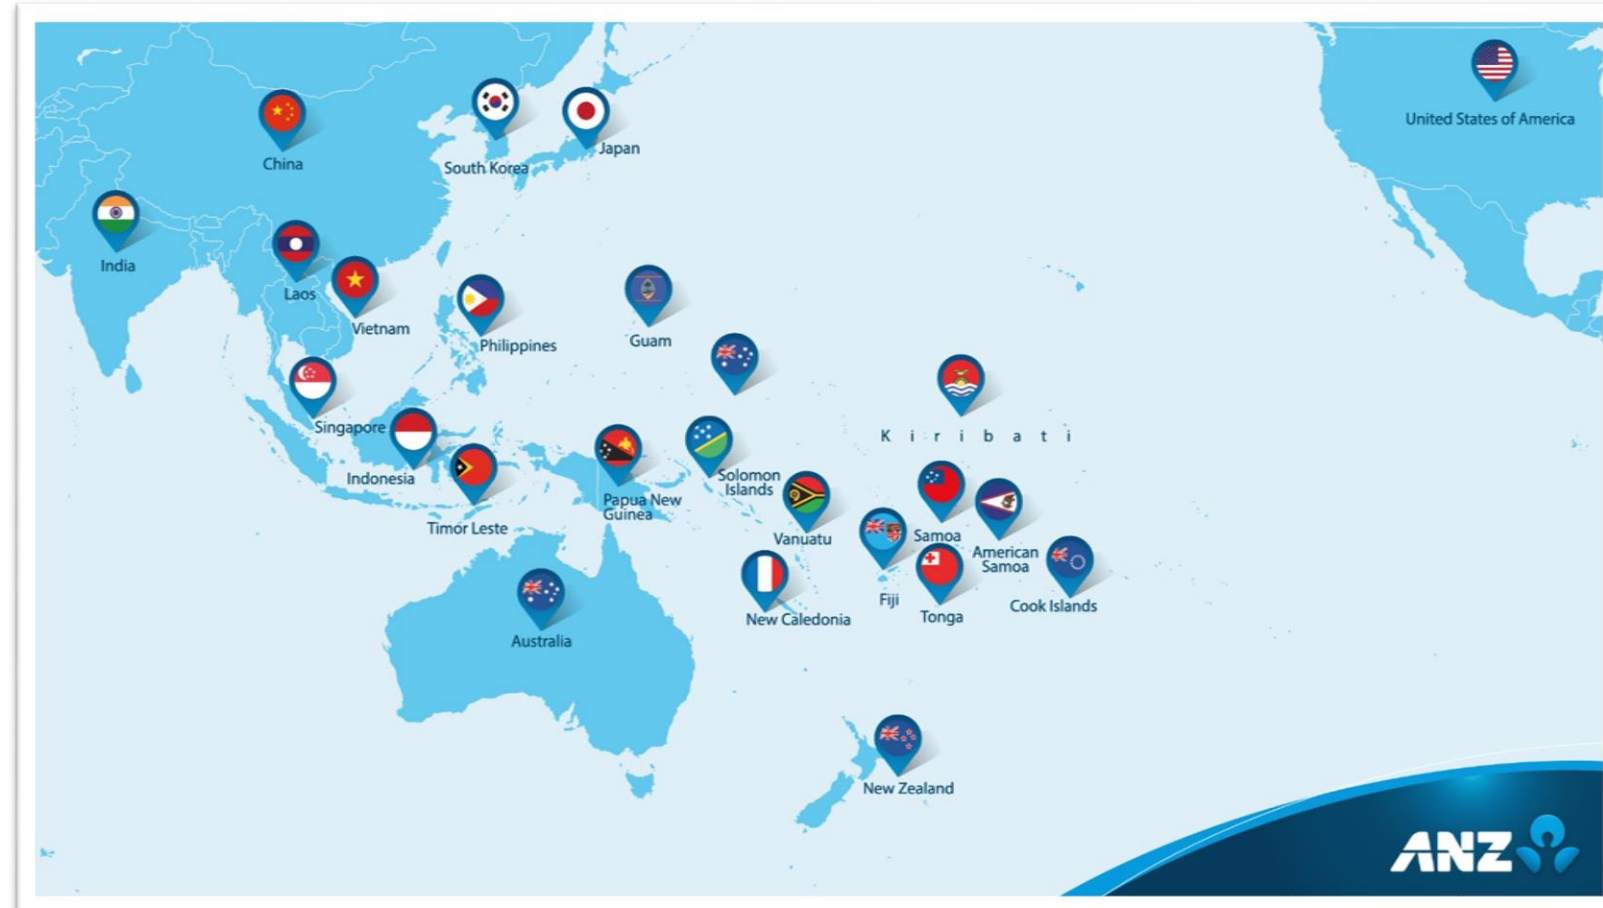 United States of America
Japan
China
South Korea
India
Laos
Vietnam
Guam
Philippines
Singapore
Kiribati
Indonesia
Solomon
Islands
Papua New
Guinea
Timor Leste
Vanuatu
Samoa
American
Samoa
Fiji
Cook Islands
New Caledonia
Tonga
Australia
New Zealand
ANZ